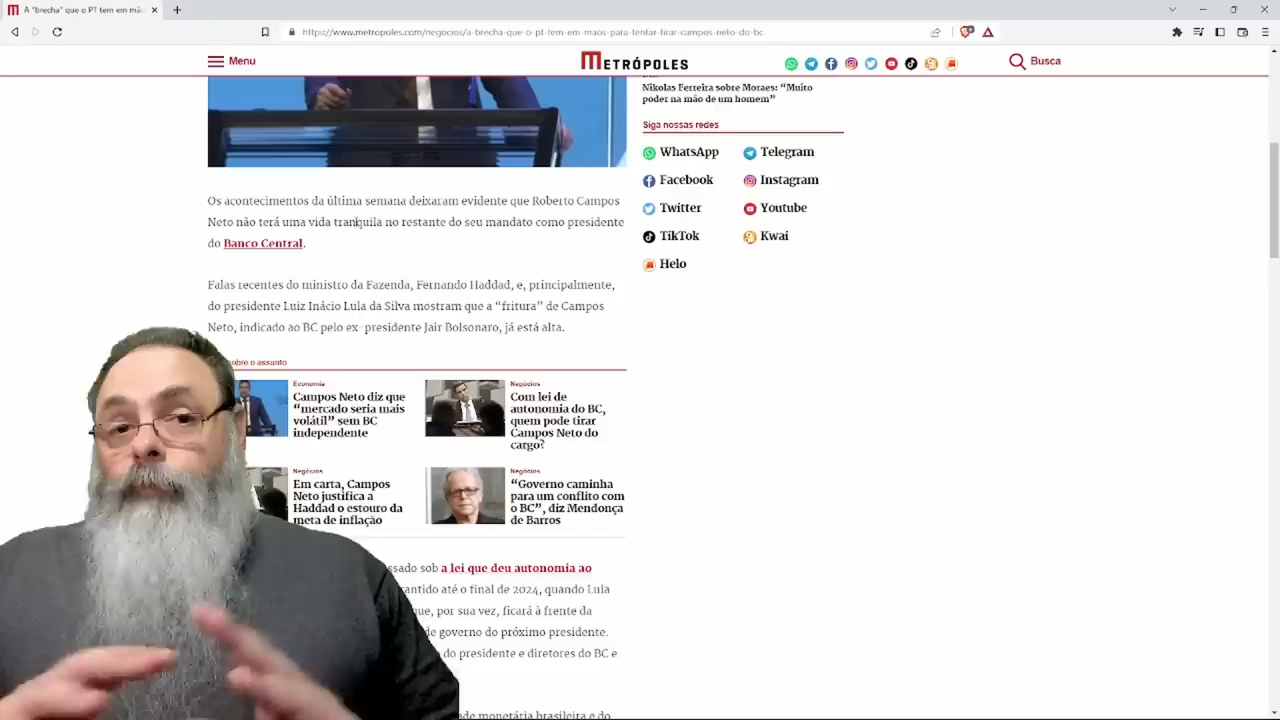 A "brecha" que o PT tem em mão
https://www.metropoles.com/negocios/a-brecha-que-o-pt-tem-em-maos-para-tentar-tirar-campos-neto-do-bc
Menu
METRÓPOLES
Busca
Nikolas Ferreira sobre Moraes: “Muito
poder na mão de um homem”
Siga nossas redes
WhatsApp
Telegram
Facebook
Instagram
Twitter
Youtube
TikTok
Kwai
Helo
Os acontecimentos da última semana deixaram evidente que Roberto Campos
Neto não terá uma vida tranquila no restante do seu mandato como presidente
do Banco Central.
Falas recentes do ministro da Fazenda, Fernando Haddad, e, principalmente,
do presidente Luiz Inácio Lula da Silva mostram que a “fritura” de Campos
Neto, indicado ao BC pelo ex-presidente Jair Bolsonaro, já está alta.
sobre o assunto
Economia
Campos Neto diz que
“mercado seria mais
volátil” sem BC
independente
Negócios
Com lei de
autonomia do BC,
quem pode tirar
Campos Neto do
cargo?
Negócios
Em carta, Campos
Neto justifica a
Haddad o estouro da
meta de inflação
Negócios
“Governo caminha
para um conflito com
o BC”, diz Mendonça
de Barros
ssado sob a lei que deu autonomia ao
rantido até o final de 2024, quando Lula
que, por sua vez, ficará à frente da
de governo do próximo presidente.
do presidente e diretores do BC e
ade monetária brasileira e do